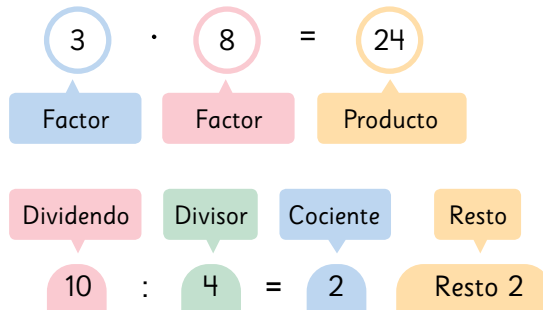 3 · 8 = 24
Factor Factor Producto
Dividendo Divisor Cociente Resto
10 : 4 = 2 Resto 2